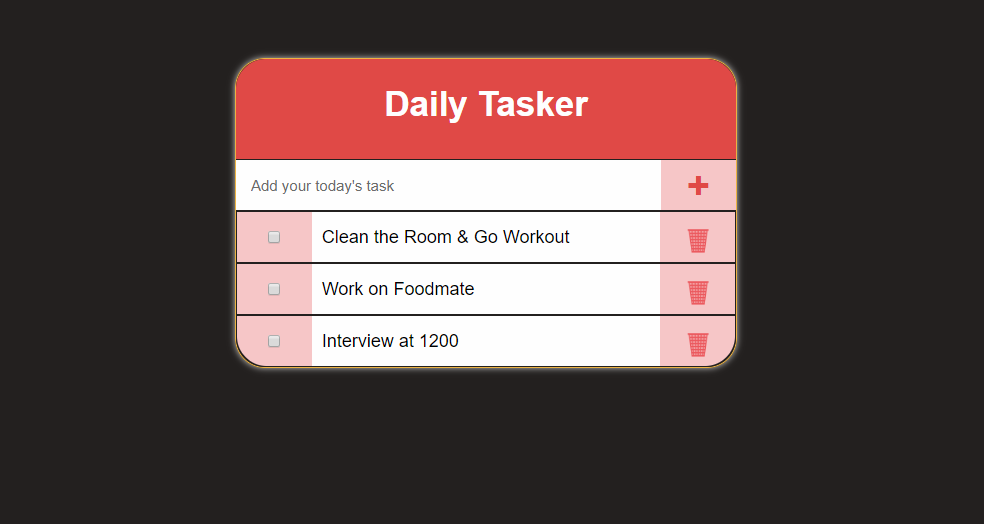 Daily Tasker
Add your today's task
Clean the Room & Go Workout
Work on Foodmate
Interview at 1200